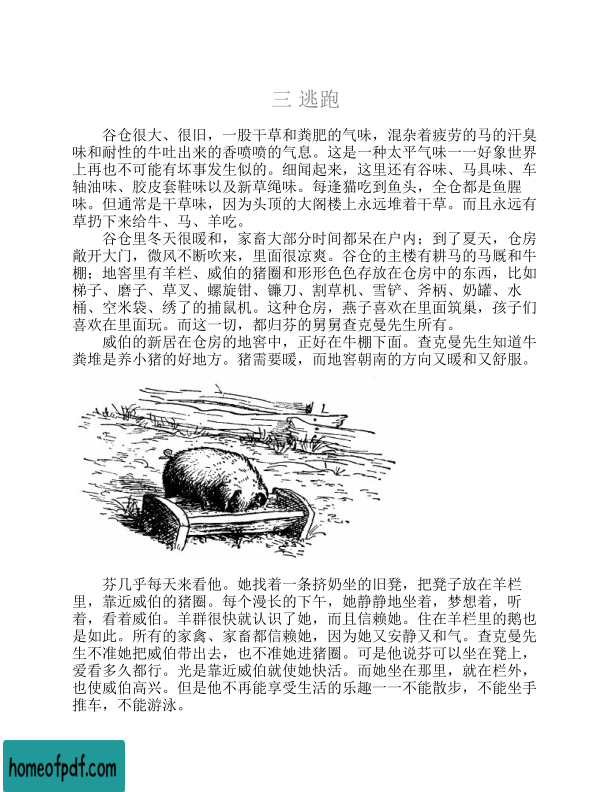 三 逃跑
谷仓很大、很旧，一股干草和粪肥的气味，混杂着疲劳的马的汗臭
味和耐性的牛吐出来的香喷喷的气息。这是一种太平气味一一好象世界
上再也不可能有坏事发生似的。细闻起来，这里还有谷味、马具味、车
轴油味、胶皮套鞋味以及新草绳味。每逢猫吃到鱼头，全仓都是鱼腥
味。但通常是干草味，因为头顶的大阁楼上永远堆着干草。而且永远有
草扔下来给牛、马、羊吃。
谷仓里冬天很暖和，家畜大部分时间都呆在户内；到了夏天，仓房
敞开大门，微风不断吹来，里面很凉爽。谷仓的主楼有耕马的马厩和牛
棚；地窖里有羊栏、威伯的猪圈和形形色色存放在仓房中的东西，比如
梯子、磨子、草叉、螺旋钳、镰刀、割草机、雪铲、斧柄、奶罐、水
桶、空米袋、绣了的捕鼠机。这种仓房，燕子喜欢在里面筑巢，孩子们
喜欢在里面玩。而这一切，都归芬的舅舅查克曼先生所有。
威伯的新居在仓房的地窖中，正好在牛棚下面。查克曼先生知道牛
粪堆是养小猪的好地方。猪需要暖，而地窖朝南的方向又暖和又舒服。
芬几乎每天来看他。她找着一条挤奶坐的旧凳，把凳子放在羊栏
里，靠近威伯的猪圈。每个漫长的下午，她静静地坐着，梦想着，听
着，看着威伯。羊群很快就认识了她，而且信赖她。住在羊栏里的鹅也
是如此。所有的家禽、家畜都信赖她，因为她又安静又和气。查克曼先
生不准她把威伯带出去，也不准她进猪圈。可是他说芬可以坐在凳上，
爱看多久都行。光是靠近威伯就使她快活。而她坐在那里，就在栏外，
也使威伯高兴。但是他不再能享受生活的乐趣一一不能散步，不能坐手
推车，不能游泳。
homeofpdf.com